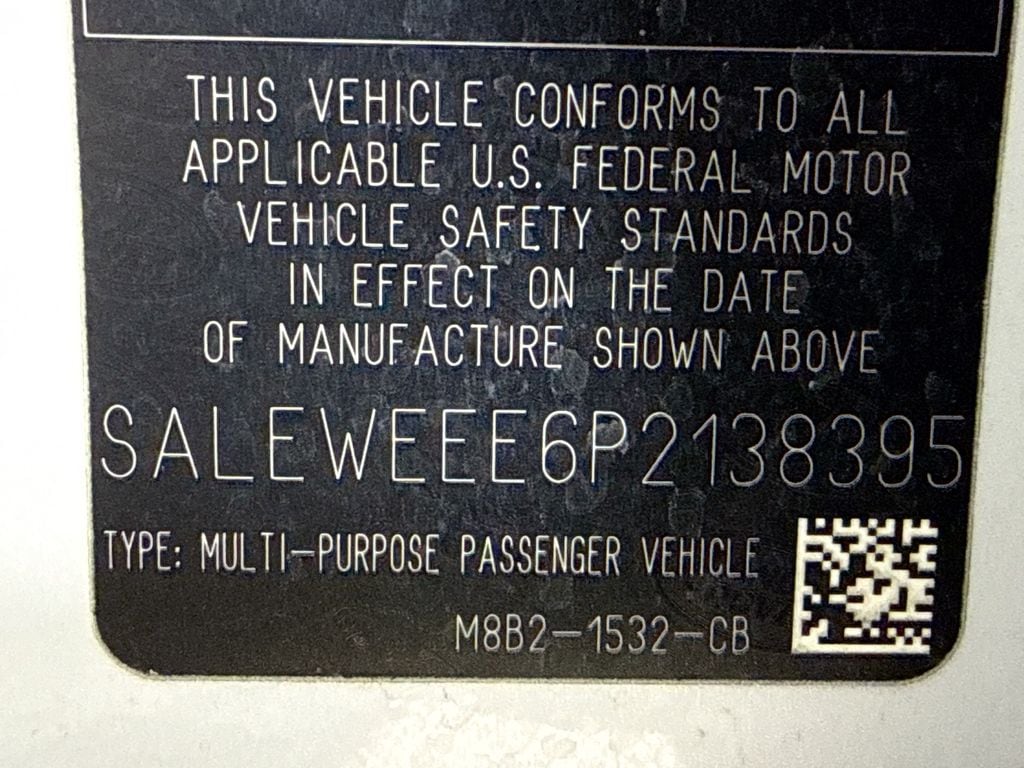 THIS VEHICLE CONFORMS TO ALL
APPLICABLE U.S. FEDERAL MOTOR
VEHICLE SAFETY STANDARDS
IN EFFECT ON THE DATE
OF MANUFACTURE SHOWN ABOVE
SALEWEEE6P2138395
TYPE: MULTI-PURPOSE PASSENGER VEHICLE
M8B2-1532-CB